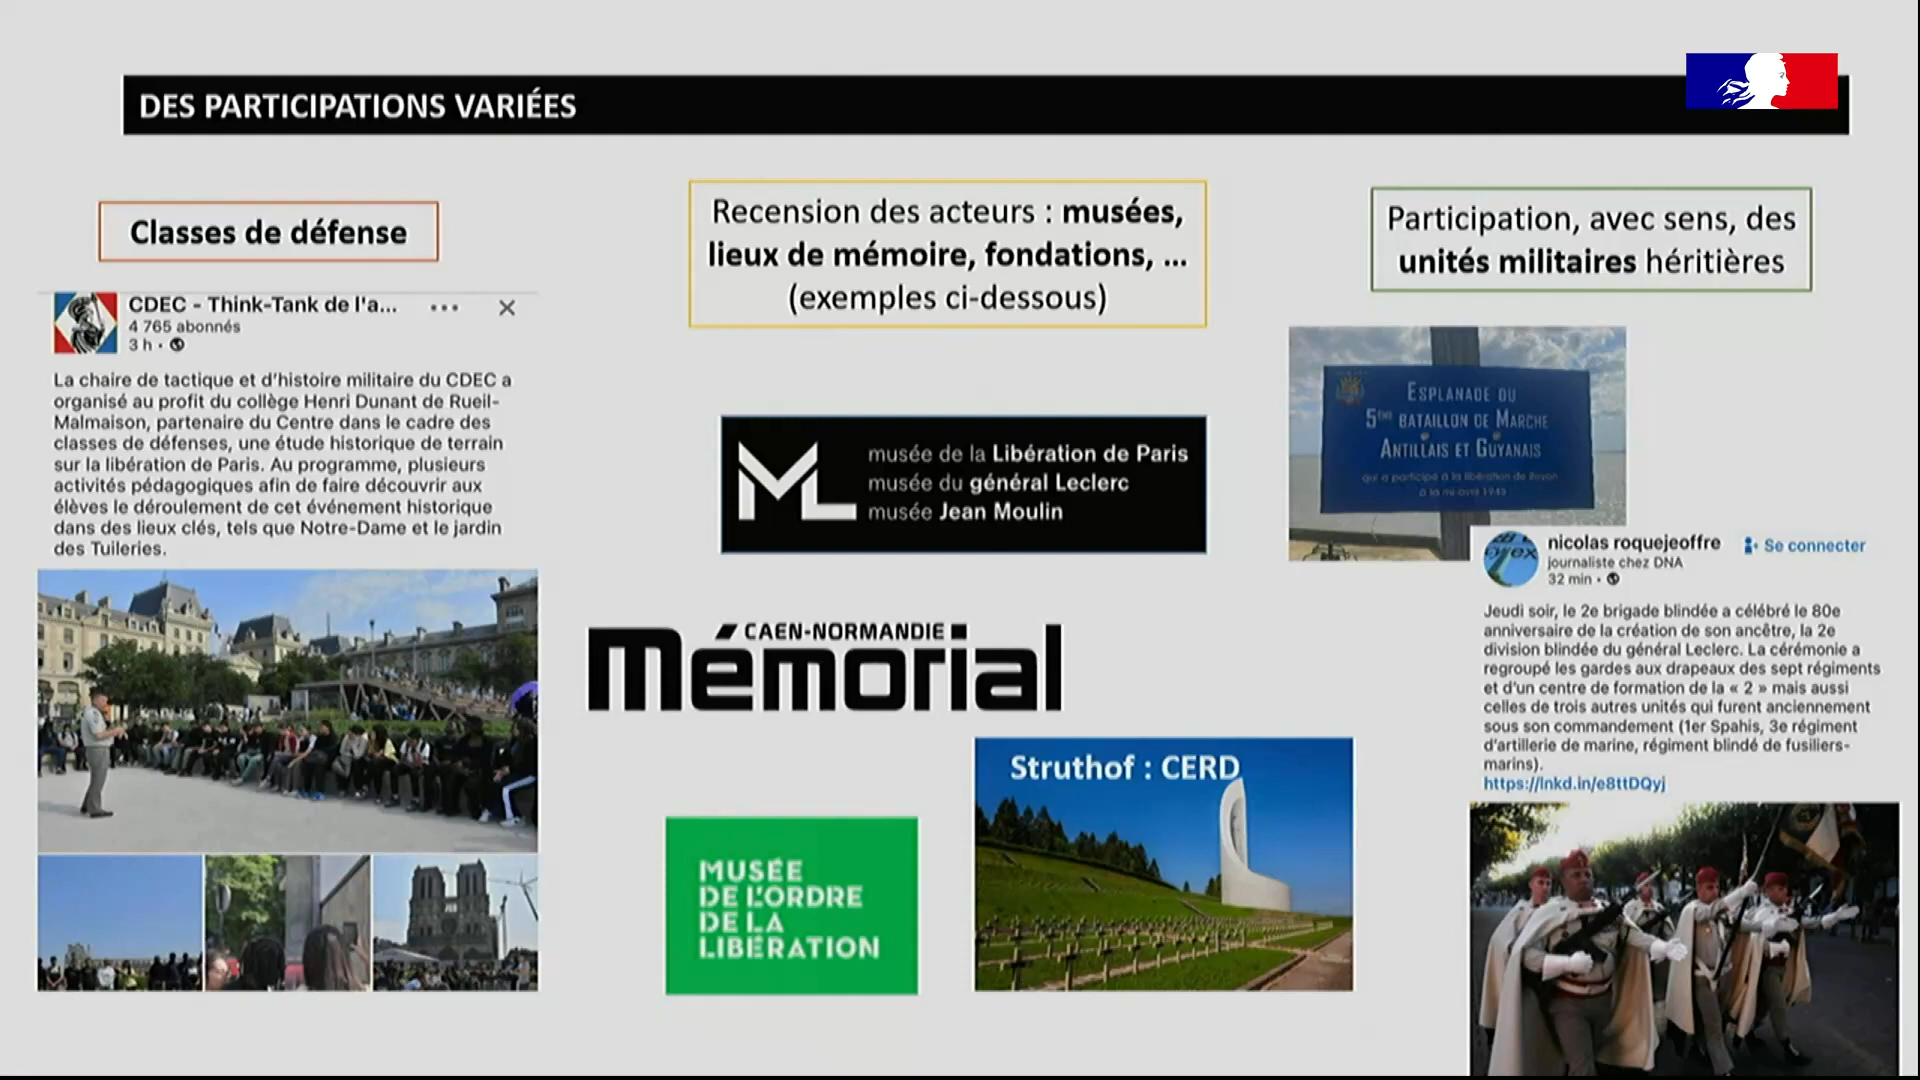 DES PARTICIPATIONS VARIÉES
Classes de défense
CDEC - Think-Tank de l'a...
4 765 abonnés
3 h •
La chaire de tactique et d'histoire militaire du CDEC a
organisé au profit du collège Henri Dunant de Rueil-
Malmaison, partenaire du Centre dans le cadre des
classes de défenses, une étude historique de terrain
sur la libération de Paris. Au programme, plusieurs
activités pédagogiques afin de faire découvrir aux
élèves le déroulement de cet événement historique
dans des lieux clés, tels que Notre-Dame et le jardin
des Tuileries.
Recension des acteurs : musées,
lieux de mémoire, fondations, ...
(exemples ci-dessous)
musée de la Libération de Paris
musée du général Leclerc
musée Jean Moulin
CAEN-NORMANDIE
Mémorial
MUSÉE
DE L'ORDRE
DE LA
LIBÉRATION
Struthof : CERD
Participation, avec sens, des
unités militaires héritières
ESPLANADE DU
5ÈME BATAILLON DE MARCHE
ANTILLAIS ET GUYANAIS
qui a participé à la libération de Royan
à la mi-avril 1945
nicolas roquejeoffre
Se connecter
journaliste chez DNA
32 min •
Jeudi soir, le 2e brigade blindée a célébré le 80e
anniversaire de la création de son ancêtre, la 2e
division blindée du général Leclerc. La cérémonie a
regroupé les gardes aux drapeaux des sept régiments
et d'un centre de formation de la « 2 » mais aussi
celles de trois autres unités qui furent anciennement
sous son commandement (1er Spahis, 3e régiment
d'artillerie de marine, régiment blindé de fusiliers-
marins).
https://lnkd.in/e8ttDQyj